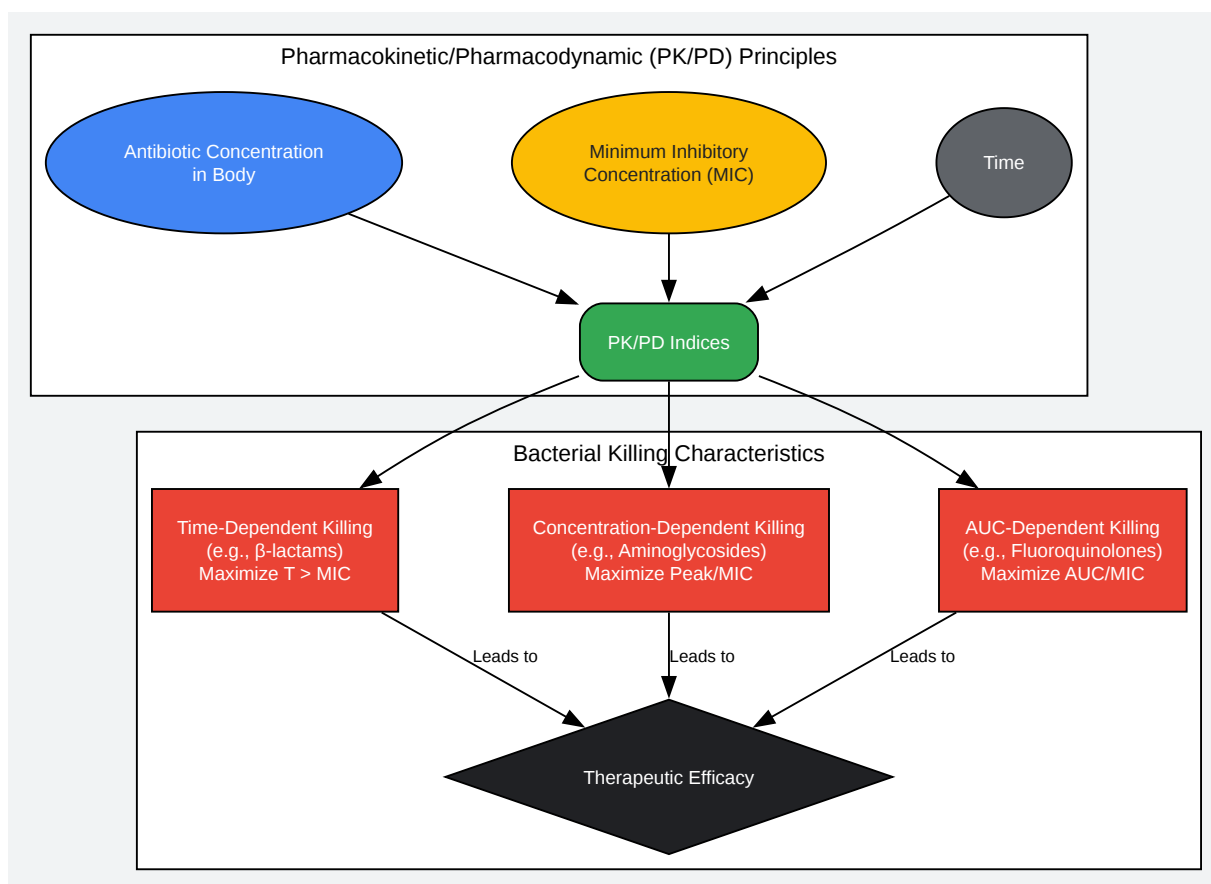 Pharmacokinetic/Pharmacodynamic (PK/PD) Principles
Antibiotic Concentration
in Body
Minimum Inhibitory
Concentration (MIC)
Time
PK/PD Indices
Bacterial Killing Characteristics
Time-Dependent Killing
(e.g., β-lactams)
Maximize T > MIC
Concentration-Dependent Killing
(e.g., Aminoglycosides)
Maximize Peak/MIC
AUC-Dependent Killing
(e.g., Fluoroquinolones)
Maximize AUC/MIC
Leads to
Leads to
Leads to
Therapeutic Efficacy